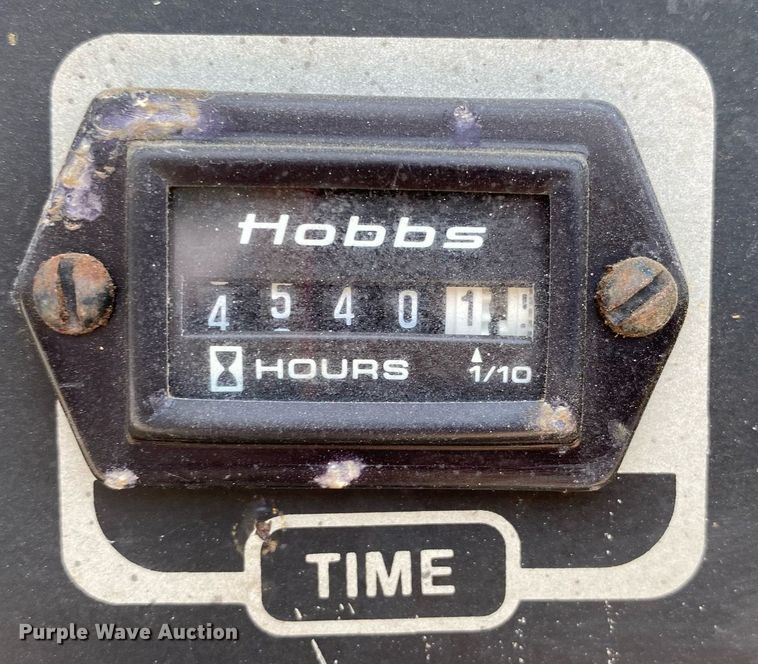 Hobbs
4 5 4 0 1
HOURS 1/10
TIME
Purple Wave Auction